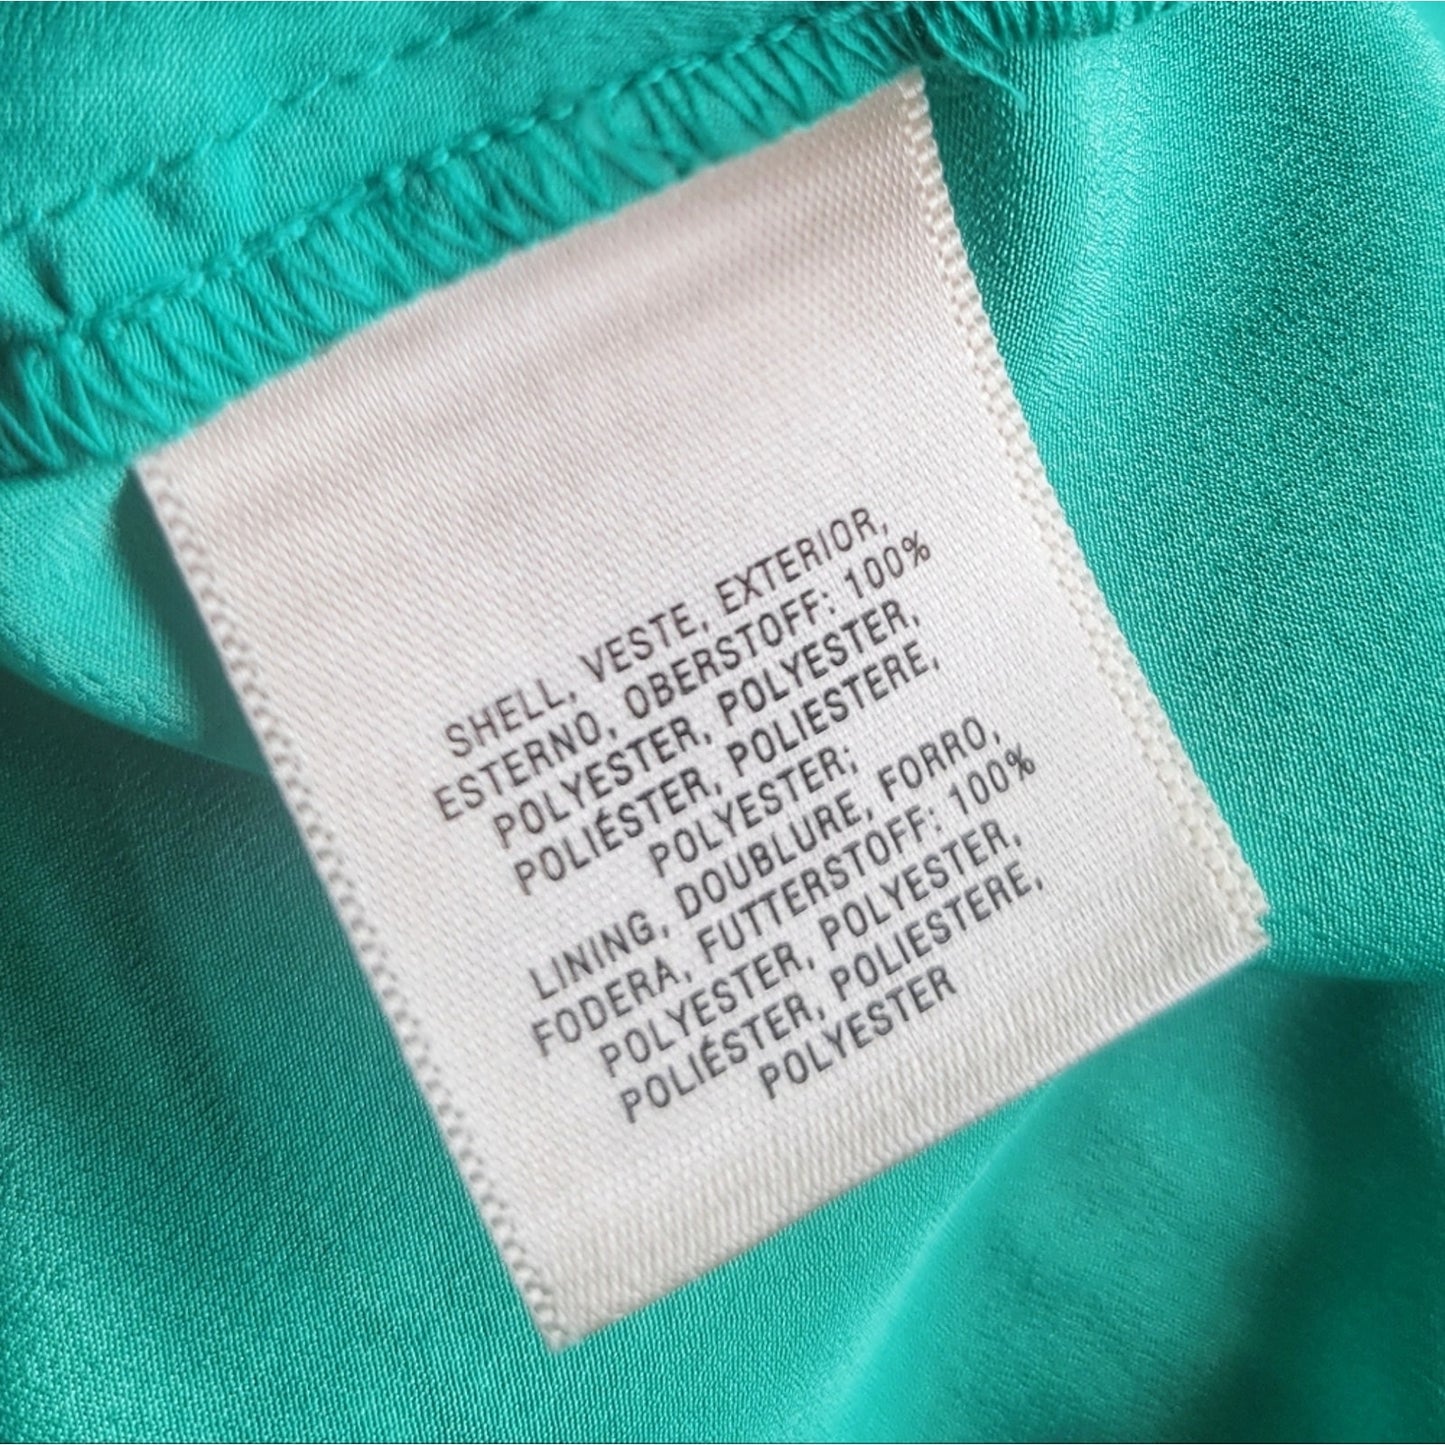 SHELL, VESTE, EXTERIOR,
ESTERNO, OBERSTOFF: 100%
POLYESTER, POLYESTER,
POLIÉSTER, POLIESTERE,
POLYESTER;
LINING, DOUBLURE, FORRO,
FODERA, FUTTERSTOFF: 100%
POLYESTER, POLYESTER,
POLIÉSTER, POLIESTERE,
POLYESTER